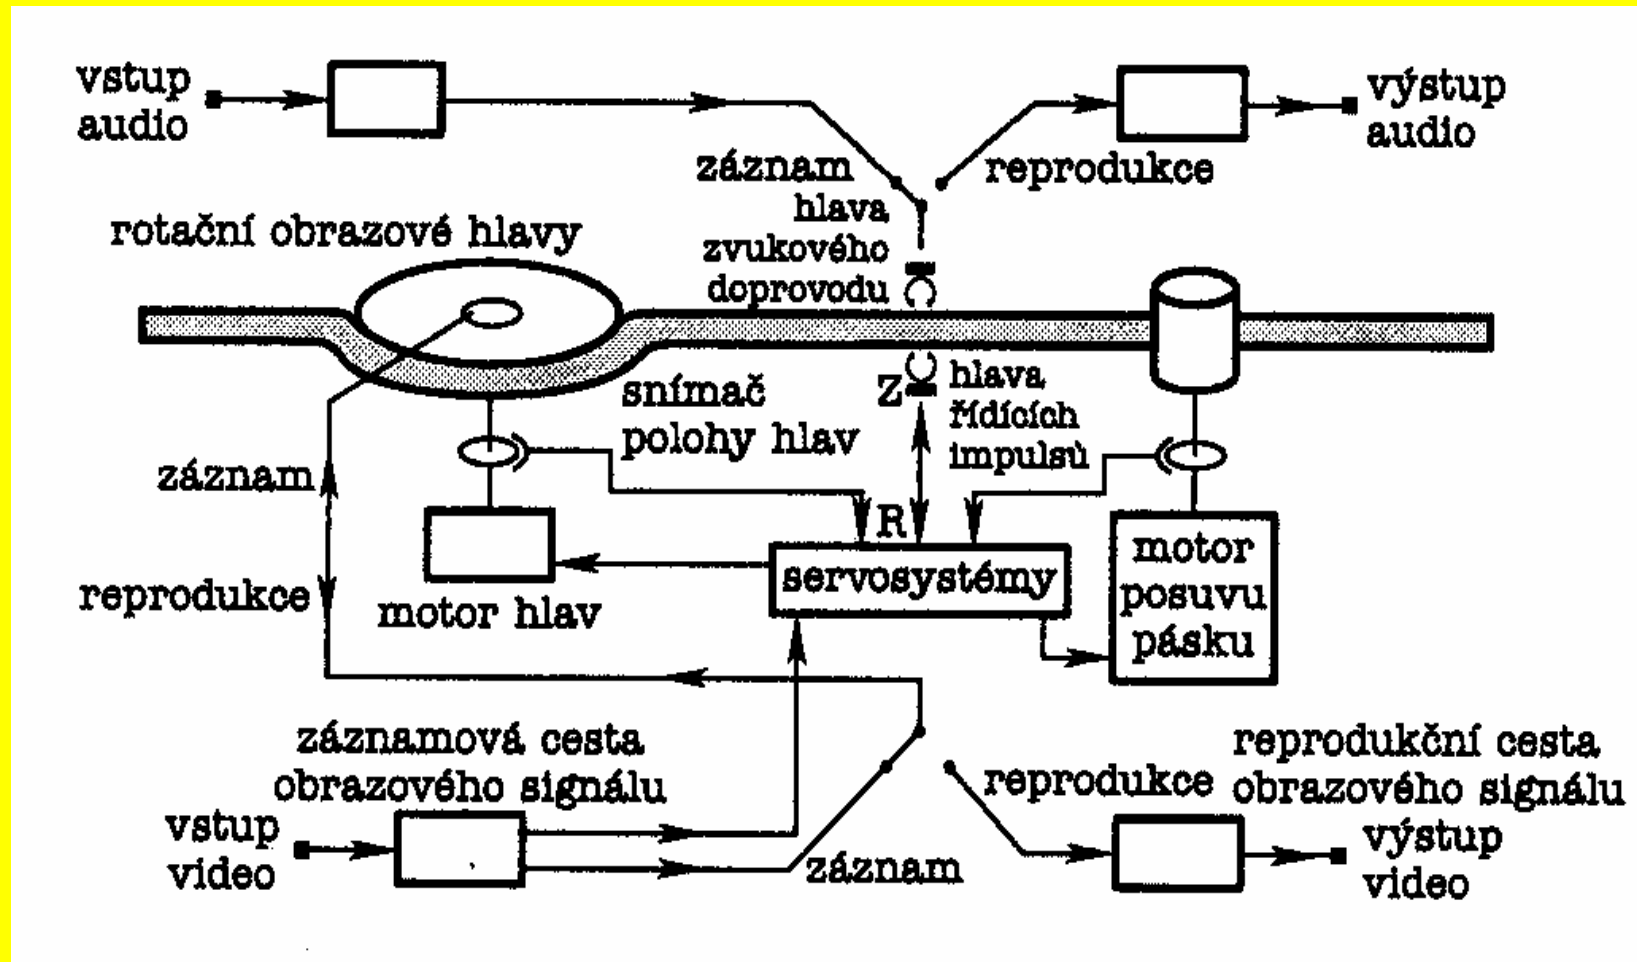 vstup
audio
výstup
audio
záznam
reprodukce
hlava
zvukového
doprovodu
rotační obrazové hlavy
snímač
polohy hlav
Z
hlava
řídících
impulsů
záznam
R
reprodukce
motor hlav
servosystémy
motor
posuvu
pásku
záznamová cesta
obrazového signálu
reprodukce
reprodukční cesta
obrazového signálu
vstup
video
záznam
výstup
video